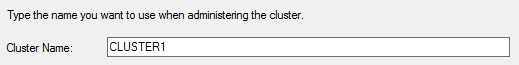 Type the name you want to use when administering the cluster.
Cluster Name: CLUSTER1